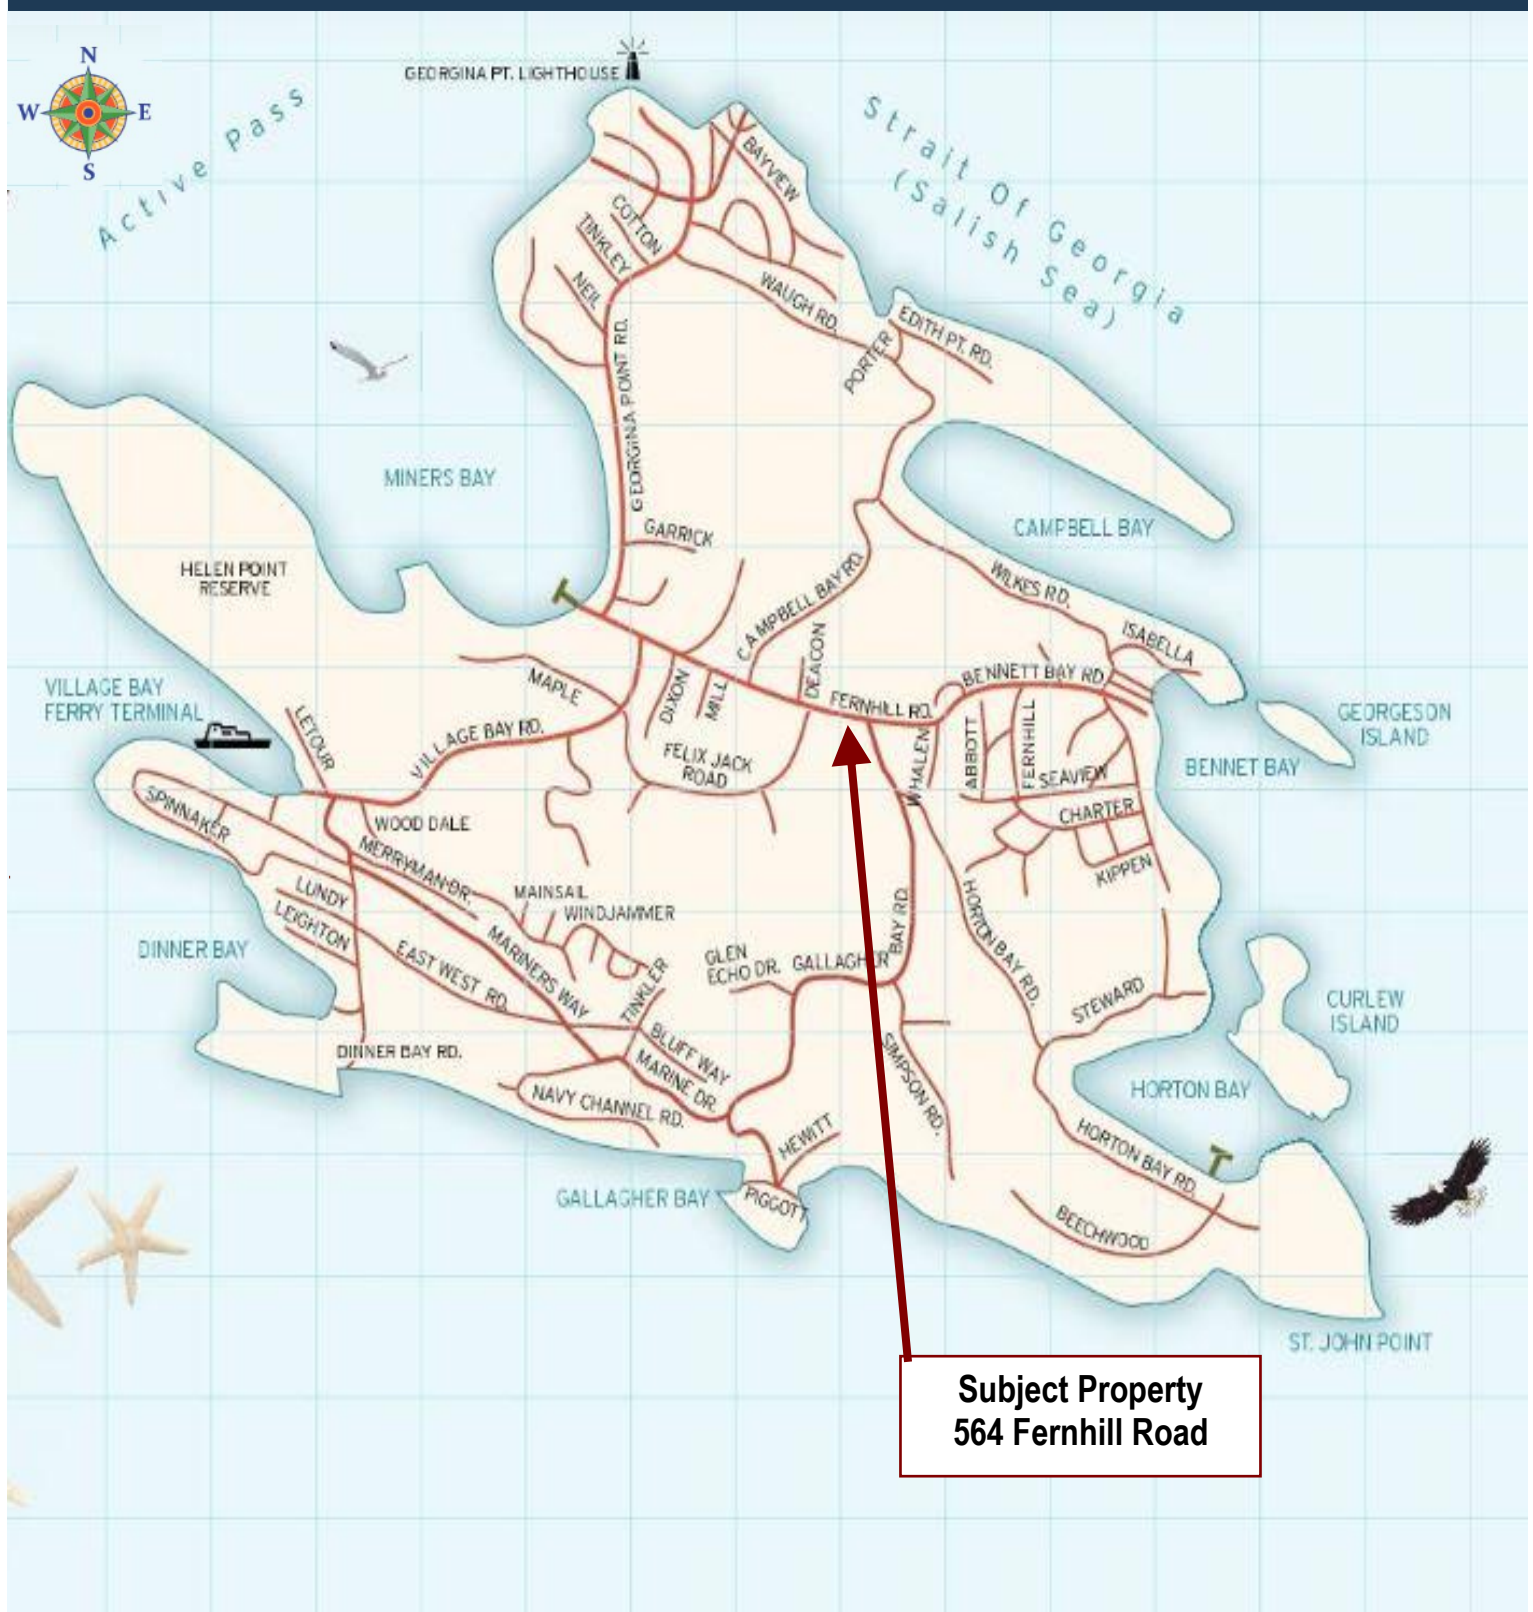 N
W
E
S
Active Pass
GEORGINA PT. LIGHTHOUSE
Strait Of Georgia
(Salish Sea)
BAYVIEW
COTTON
TINKLEY
NEIL
WAUGH RD.
EDITH PT. RD.
PORTER
GEORGINA POINT RD.
MINERS BAY
GARRICK
CAMPBELL BAY
HELEN POINT
RESERVE
CAMPBELL BAY RD.
WILKES RD.
ISABELLA
DEACON
MAPLE
DIXON
MILL
BENNETT BAY RD
FERNHILL RD.
VILLAGE BAY
FERRY TERMINAL
LETOUR
VILLAGE BAY RD.
FELIX JACK
ROAD
WHALEN
ABBOTT
FERNHILL
SEAVIEW
GEORGESON
ISLAND
BENNET BAY
SPINNAKER
WOOD DALE
CHARTER
KIPPEN
MERRYMAN DR.
MAINSAIL
WINDJAMMER
LUNDY
LEIGHTON
DINNER BAY
EAST WEST RD.
MARINERS WAY
TINKLER
GLEN
ECHO DR.
GALLAGHER
BAY RD.
HORTON BAY RD.
STEWARD
CURLEW
ISLAND
DINNER BAY RD.
BLUFF WAY
MARINE DR.
SIMPSON RD.
NAVY CHANNEL RD.
HORTON BAY
HEWITT
HORTON BAY RD.
GALLAGHER BAY
PIGGOTT
BEECHWOOD
ST. JOHN POINT
Subject Property
564 Fernhill Road